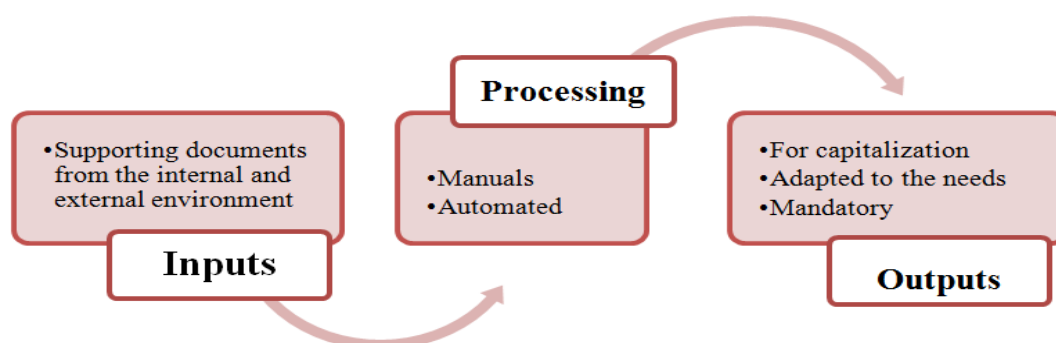 •Supporting documents
from the internal and
external environment
Inputs
Processing
•Manuals
•Automated
•For capitalization
•Adapted to the needs
•Mandatory
Outputs